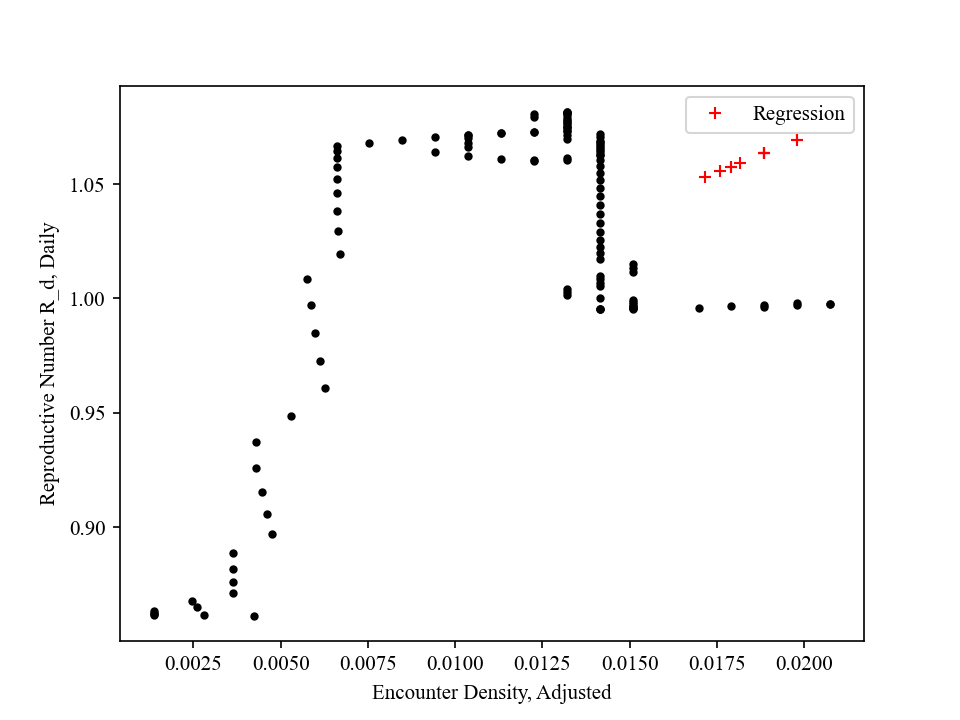 Regression
1.05
1.00
0.95
0.90
Reproductive Number R_d, Daily
0.0025 0.0050 0.0075 0.0100 0.0125 0.0150 0.0175 0.0200
Encounter Density, Adjusted